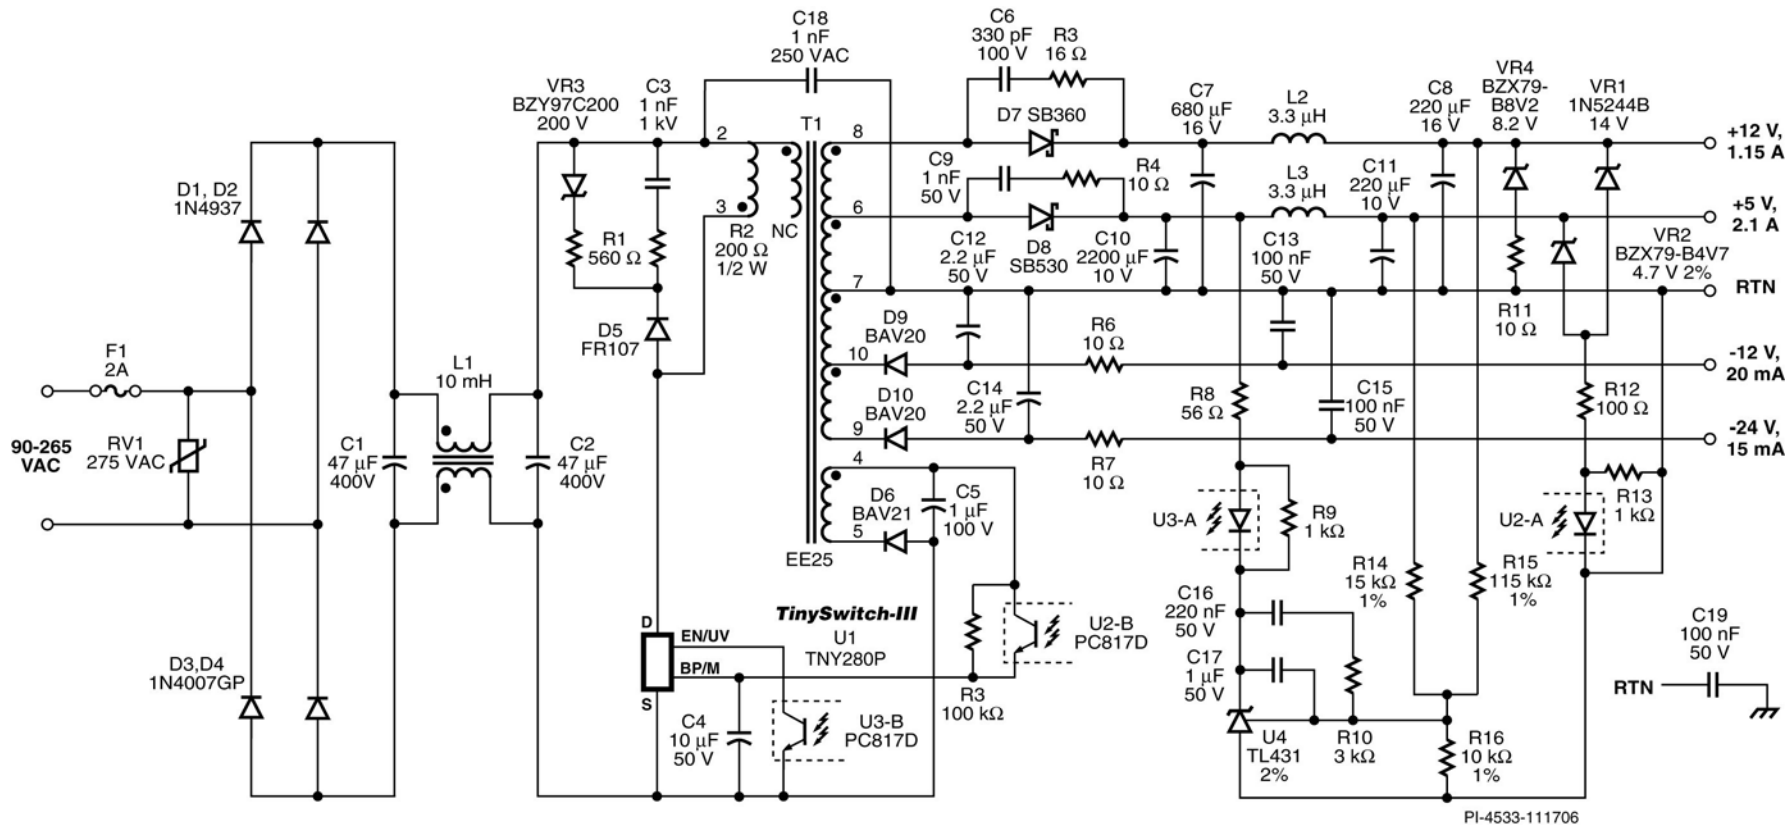 C18
1 nF
250 VAC
C6
330 pF
100 V
R3
16 Ω
VR3
BZY97C200
200 V
C3
1 nF
1 kV
T1
2
3
8
6
7
10
9
4
5
R2
200 Ω
1/2 W
NC
EE25
D7 SB360
C9
1 nF
50 V
R4
10 Ω
C7
680 µF
16 V
L2
3.3 µH
L3
3.3 µH
C8
220 µF
16 V
C11
220 µF
10 V
VR4
BZX79-
B8V2
8.2 V
VR1
1N5244B
14 V
+12 V,
1.15 A
+5 V,
2.1 A
VR2
BZX79-B4V7
4.7 V 2%
RTN
-12 V,
20 mA
-24 V,
15 mA
D1, D2
1N4937
R1
560 Ω
D5
FR107
C12
2.2 µF
50 V
D8
SB530
C10
2200 µF
10 V
C13
100 nF
50 V
R11
10 Ω
D9
BAV20
R6
10 Ω
F1
2A
L1
10 mH
D10
BAV20
C14
2.2 µF
50 V
R8
56 Ω
C15
100 nF
50 V
R12
100 Ω
90-265
VAC
RV1
275 VAC
C1
47 µF
400V
C2
47 µF
400V
R7
10 Ω
D6
BAV21
C5
1 µF
100 V
U3-A
R9
1 kΩ
U2-A
R13
1 kΩ
R14
15 kΩ
1%
R15
115 kΩ
1%
TinySwitch-III
U1
TNY280P
D
S
EN/UV
BP/M
U2-B
PC817D
R3
100 kΩ
C16
220 nF
50 V
C17
1 µF
50 V
D3,D4
1N4007GP
C4
10 µF
50 V
U3-B
PC817D
U4
TL431
2%
R10
3 kΩ
R16
10 kΩ
1%
C19
100 nF
50 V
RTN
PI-4533-111706